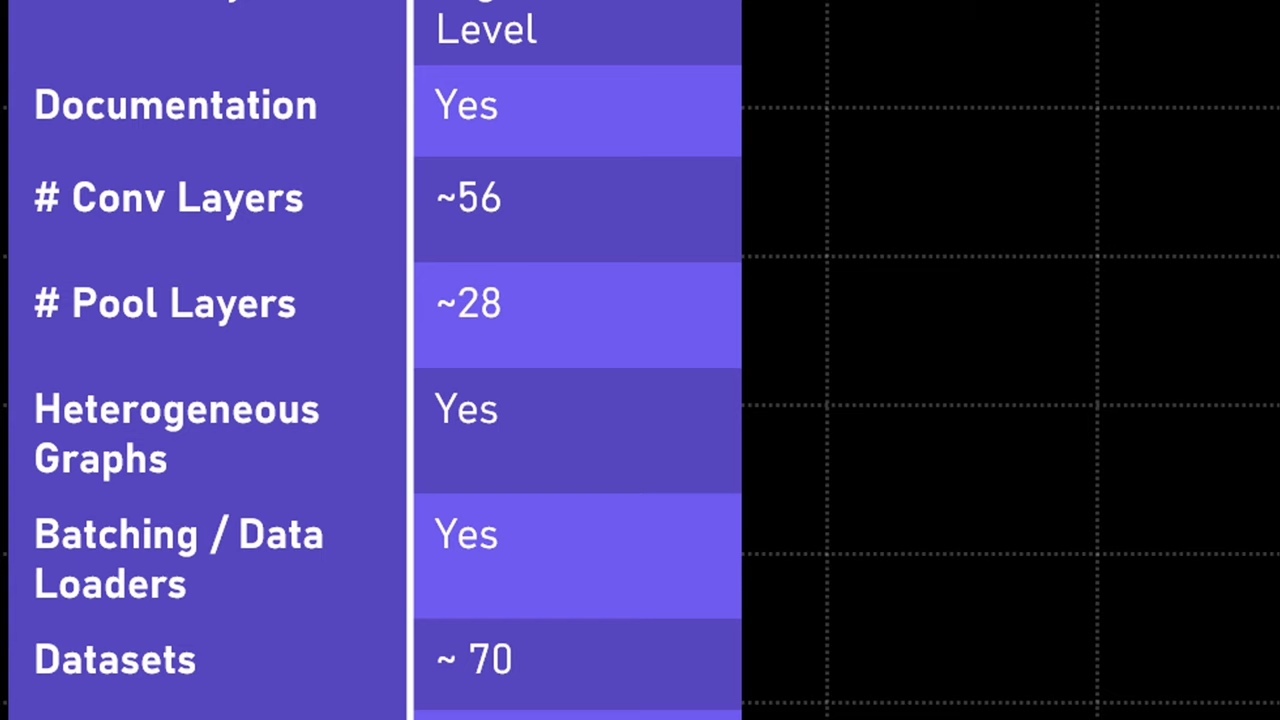 Level
Documentation Yes
# Conv Layers ~56
# Pool Layers ~28
Heterogeneous Yes
Graphs
Batching / Data Yes
Loaders
Datasets ~ 70